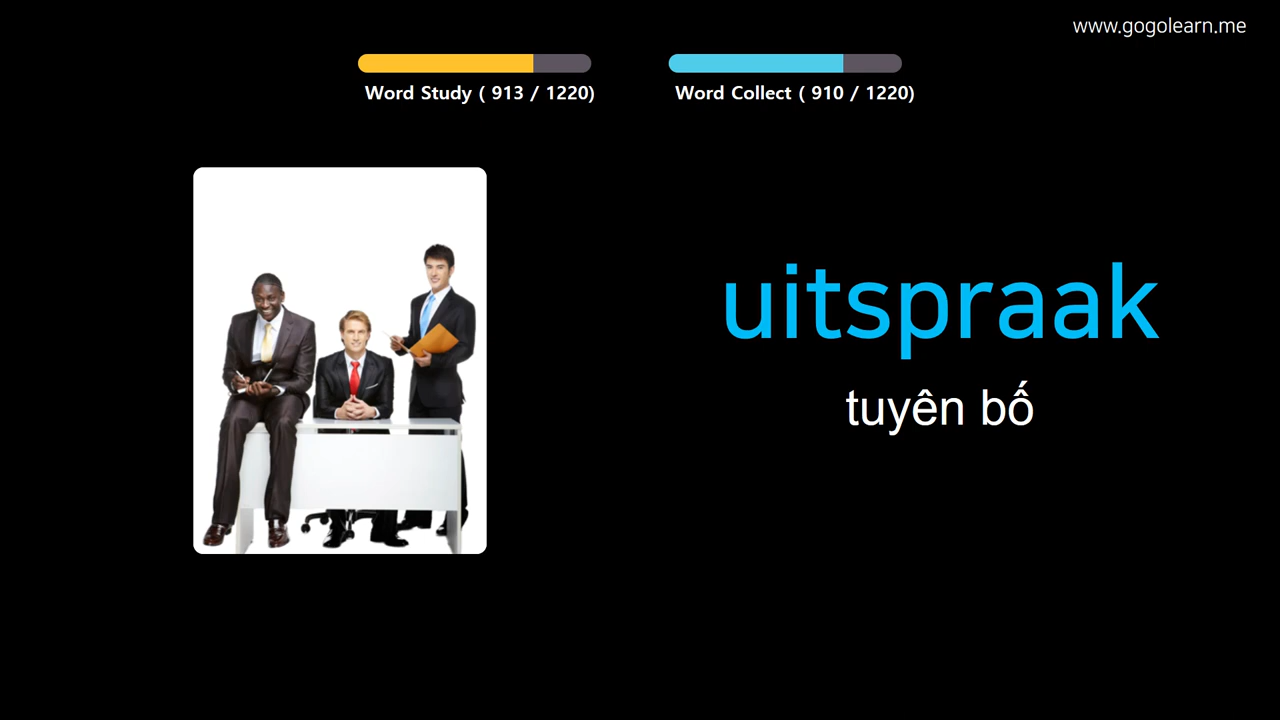 www.gogolearn.me
Word Study ( 913 / 1220)
Word Collect ( 910 / 1220)
uitspraak
tuyên bố